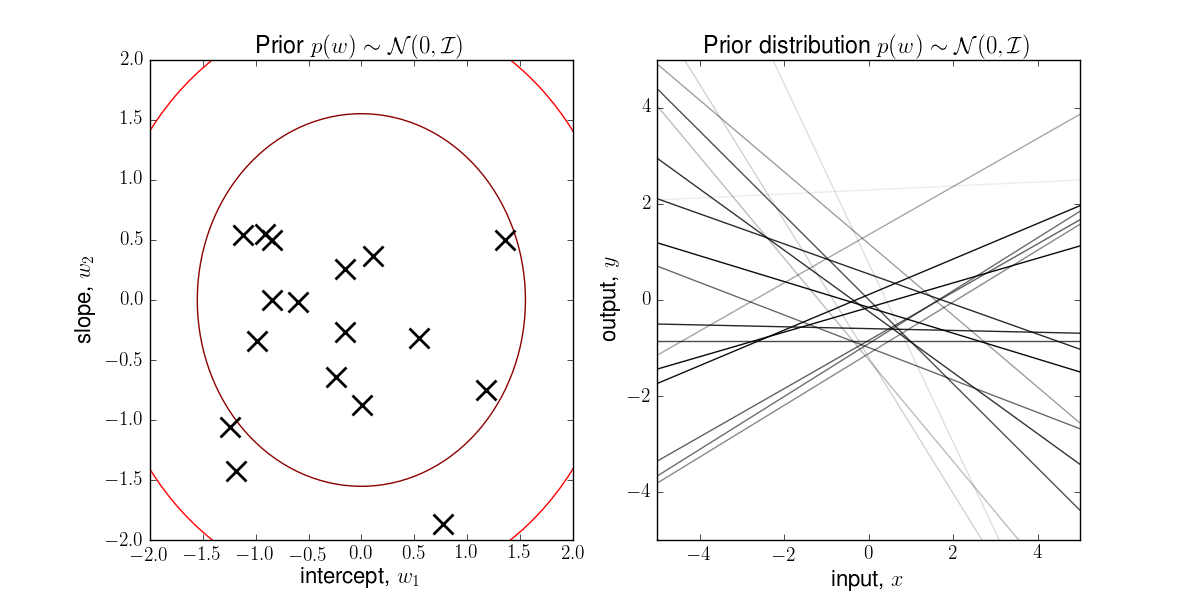 Prior p(w) ∼ 𝒩(0, ℐ)
2.0
1.5
1.0
0.5
0.0
−0.5
−1.0
−1.5
−2.0
slope, w₂
−2.0 −1.5 −1.0 −0.5 0.0 0.5 1.0 1.5 2.0
intercept, w₁
Prior distribution p(w) ∼ 𝒩(0, ℐ)
4
2
0
−2
−4
output, y
−4 −2 0 2 4
input, x